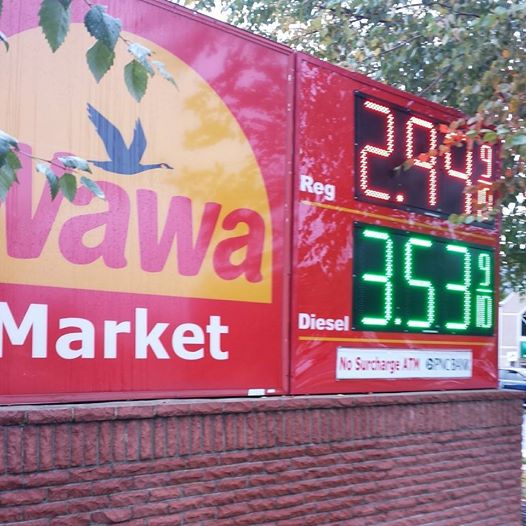 Wawa
Market
Reg
2.94 9/10
Diesel
3.53 9/10
No Surcharge ATM PNCBANK